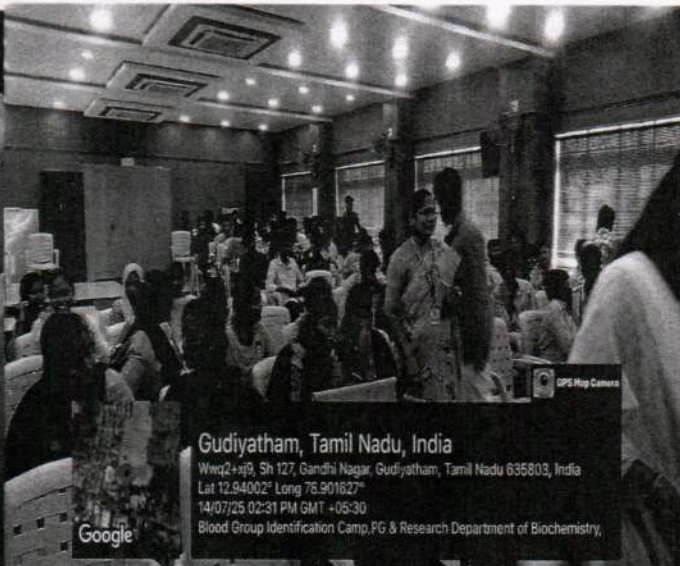 GPS Map Camera
Gudiyatham, Tamil Nadu, India
Wwq2+xj9, Sh 127, Gandhi Nagar, Gudiyatham, Tamil Nadu 635803, India
Lat 12.94002° Long 78.901627°
14/07/25 02:31 PM GMT +05:30
Blood Group Identification Camp,PG & Research Department of Biochemistry,
Google